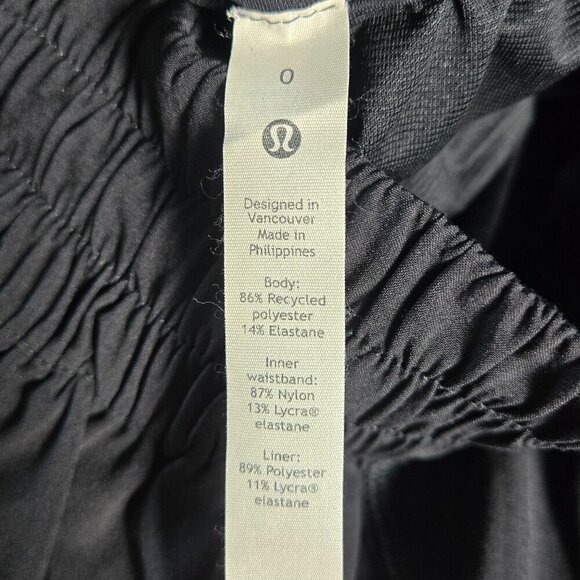 0
Designed in
Vancouver
Made in
Philippines
Body:
86% Recycled
polyester
14% Elastane
Inner
waistband:
87% Nylon
13% Lycra®
elastane
Liner:
89% Polyester
11% Lycra®
elastane